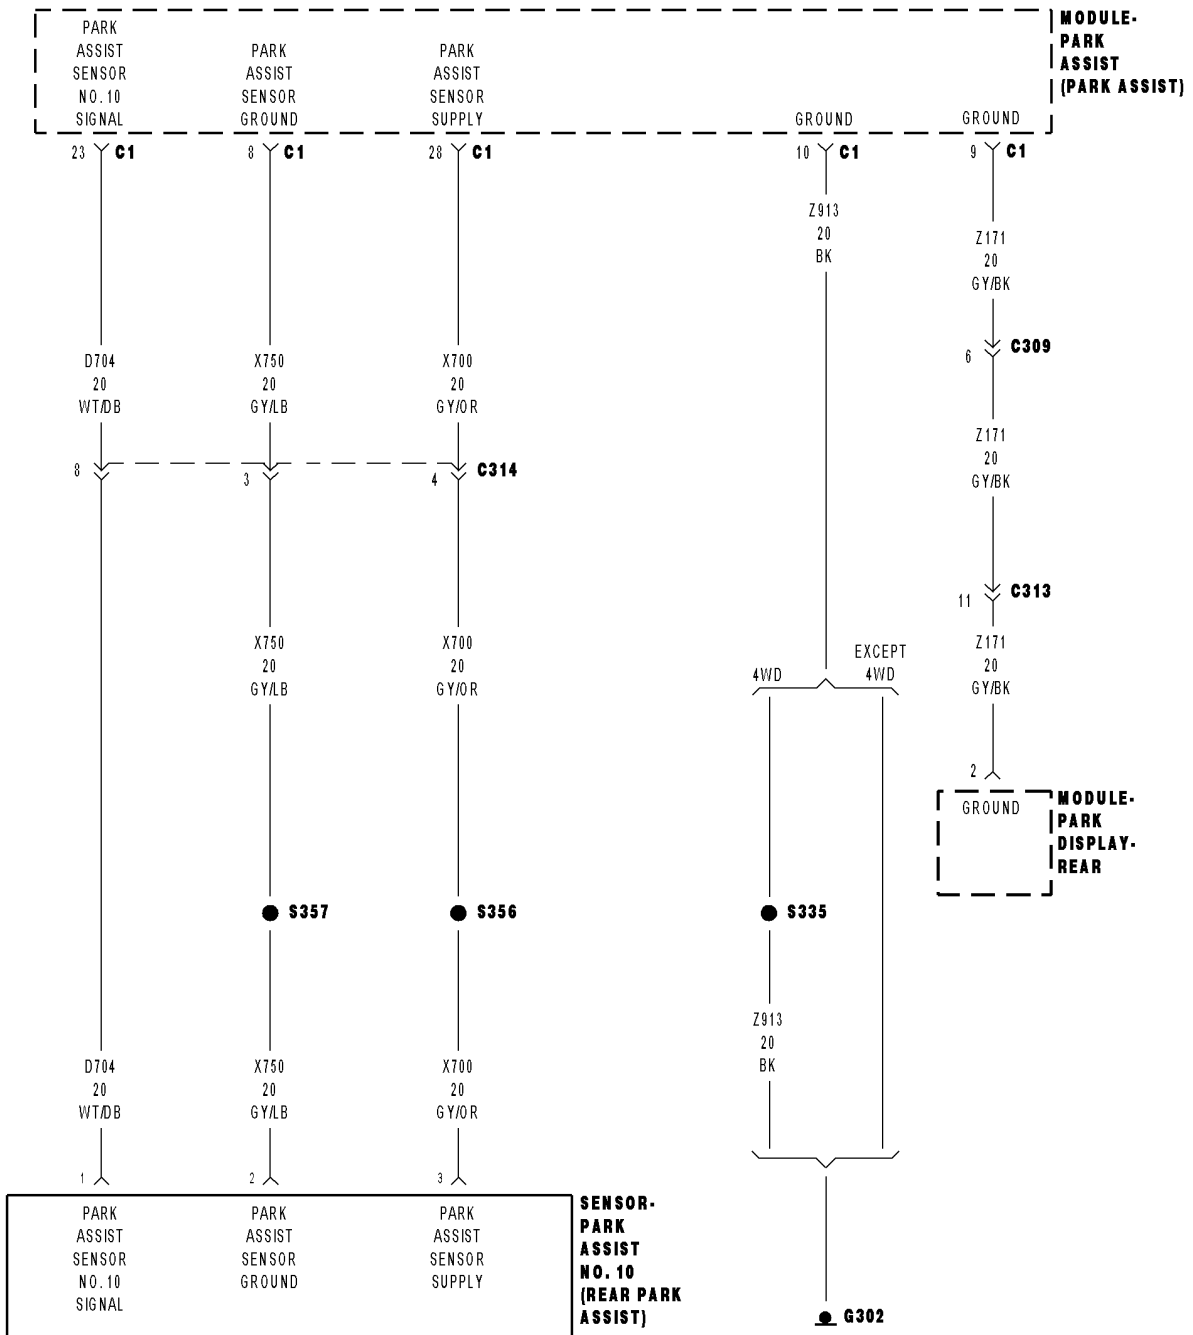 PARK
ASSIST
SENSOR
NO.10
SIGNAL
PARK
ASSIST
SENSOR
GROUND
PARK
ASSIST
SENSOR
SUPPLY
GROUND
GROUND
MODULE-
PARK
ASSIST
(PARK ASSIST)
23 C1
8 C1
28 C1
10 C1
9 C1
Z913
20
BK
Z171
20
GY/BK
D704
20
WT/DB
X750
20
GY/LB
X700
20
GY/OR
6 C309
8
3
4 C314
Z171
20
GY/BK
11 C313
X750
20
GY/LB
X700
20
GY/OR
4WD
EXCEPT
4WD
Z171
20
GY/BK
2
GROUND
MODULE-
PARK
DISPLAY-
REAR
S357
S356
S335
Z913
20
BK
D704
20
WT/DB
X750
20
GY/LB
X700
20
GY/OR
1
2
3
PARK
ASSIST
SENSOR
NO.10
SIGNAL
PARK
ASSIST
SENSOR
GROUND
PARK
ASSIST
SENSOR
SUPPLY
SENSOR-
PARK
ASSIST
NO. 10
(REAR PARK
ASSIST)
G302